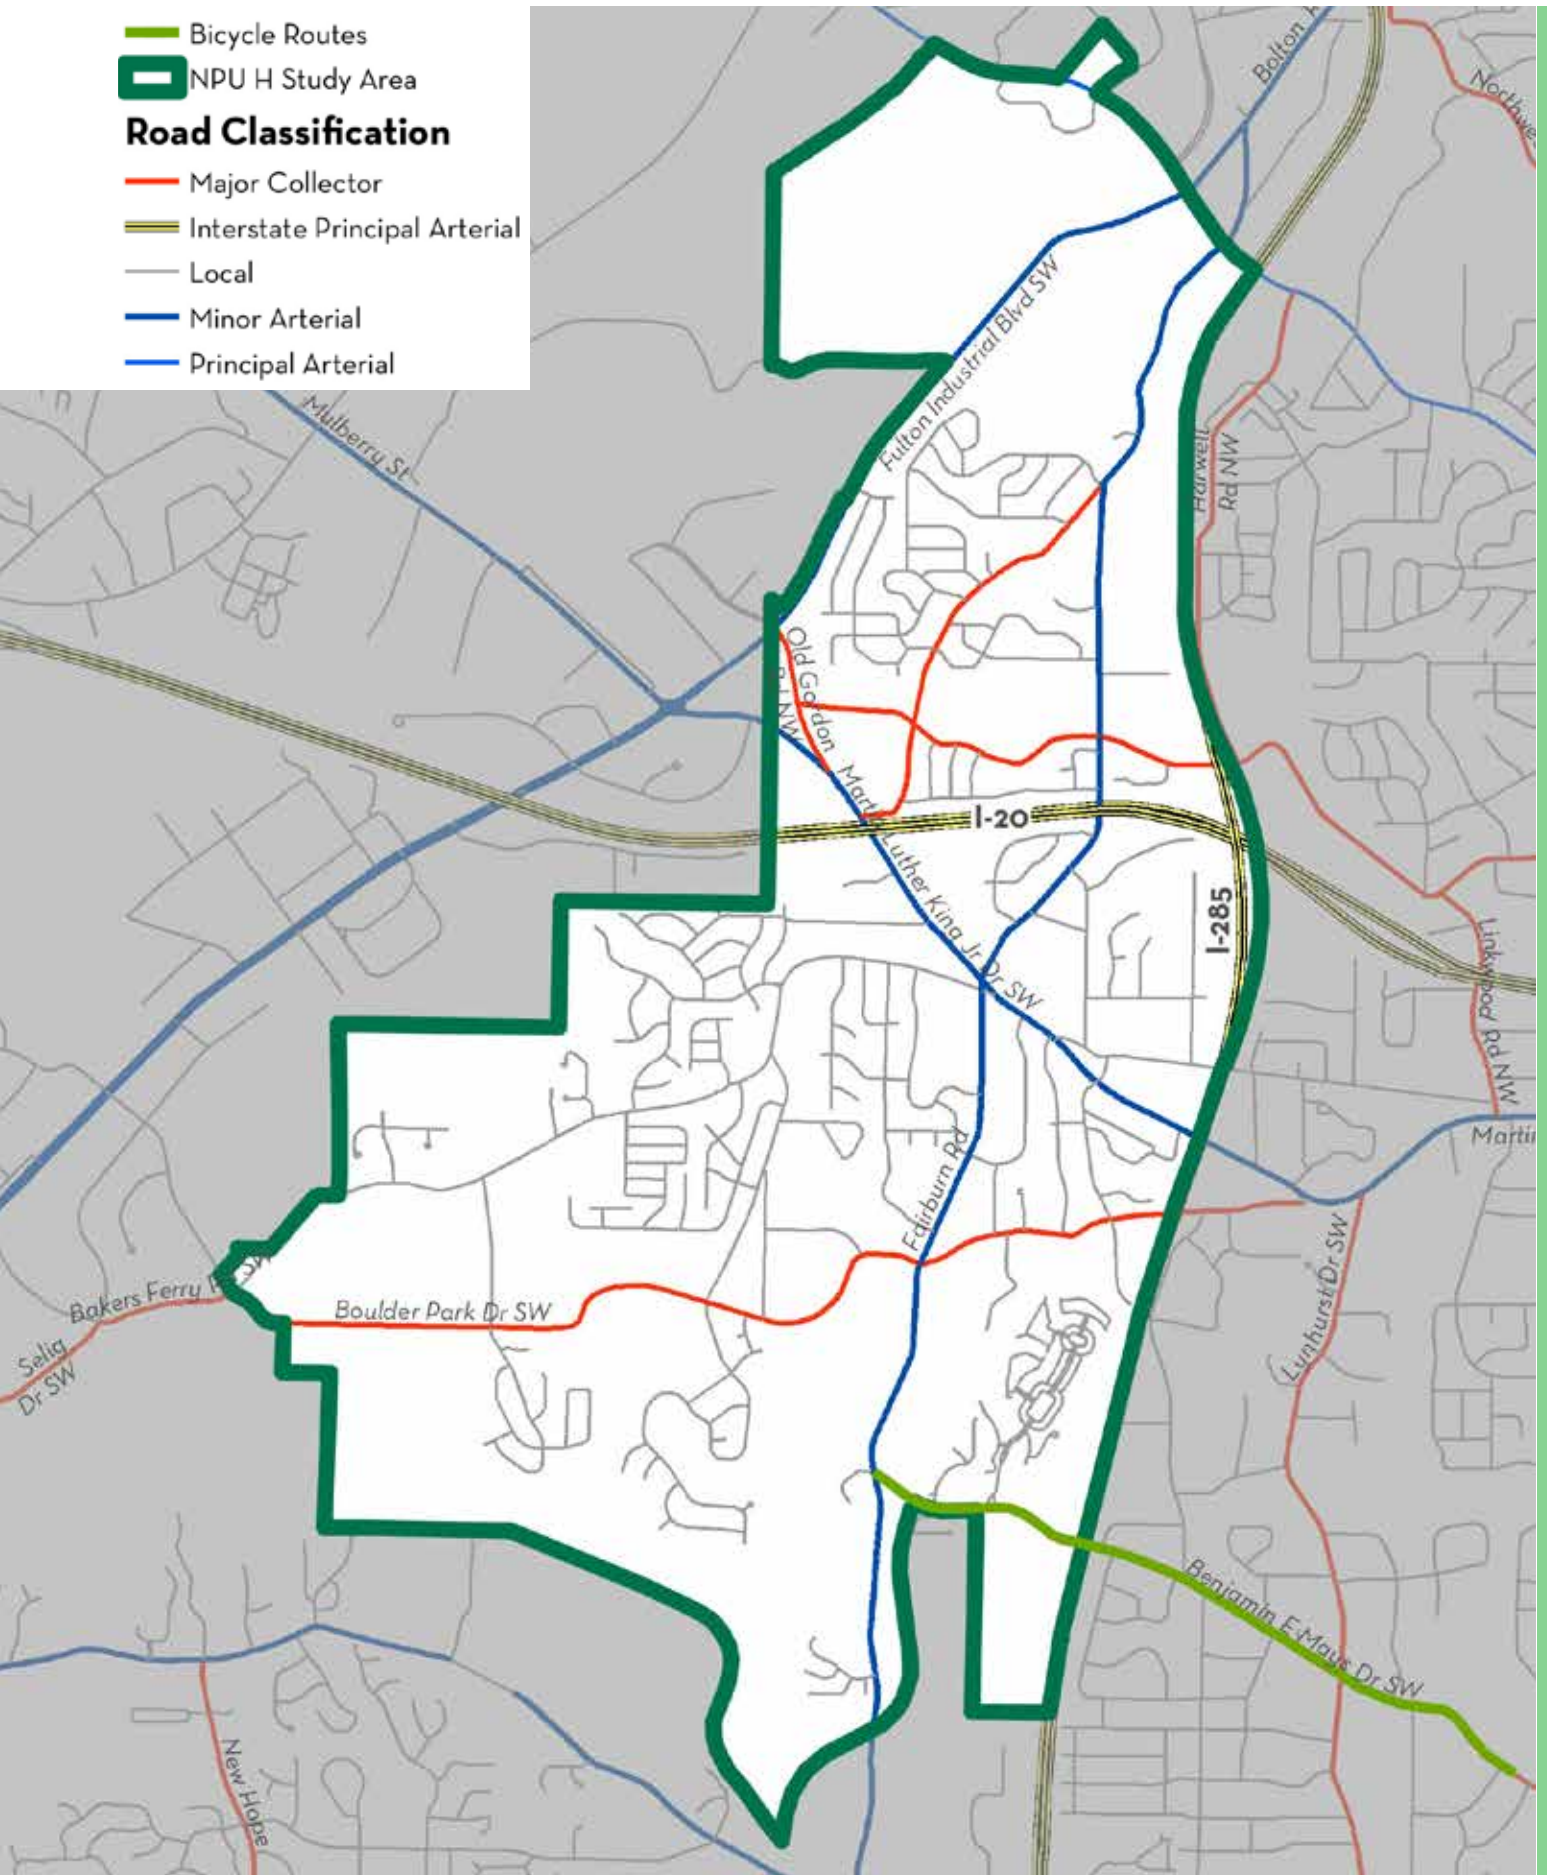 Bicycle Routes
NPU H Study Area
Road Classification
Major Collector
Interstate Principal Arterial
Local
Minor Arterial
Principal Arterial
Bolton
Northwe
Mulberry St
Fulton Industrial Blvd SW
Harwell
Rd NW
Old Gordon
Rd NW
Martin Luther King Jr Dr SW
I-20
I-285
Linkwood Rd NW
Martin
Fairburn Rd
Boulder Park Dr SW
Bakers Ferry Rd SW
Selig
Dr SW
Lynhurst Dr SW
Benjamin E Mays Dr SW
New Hope